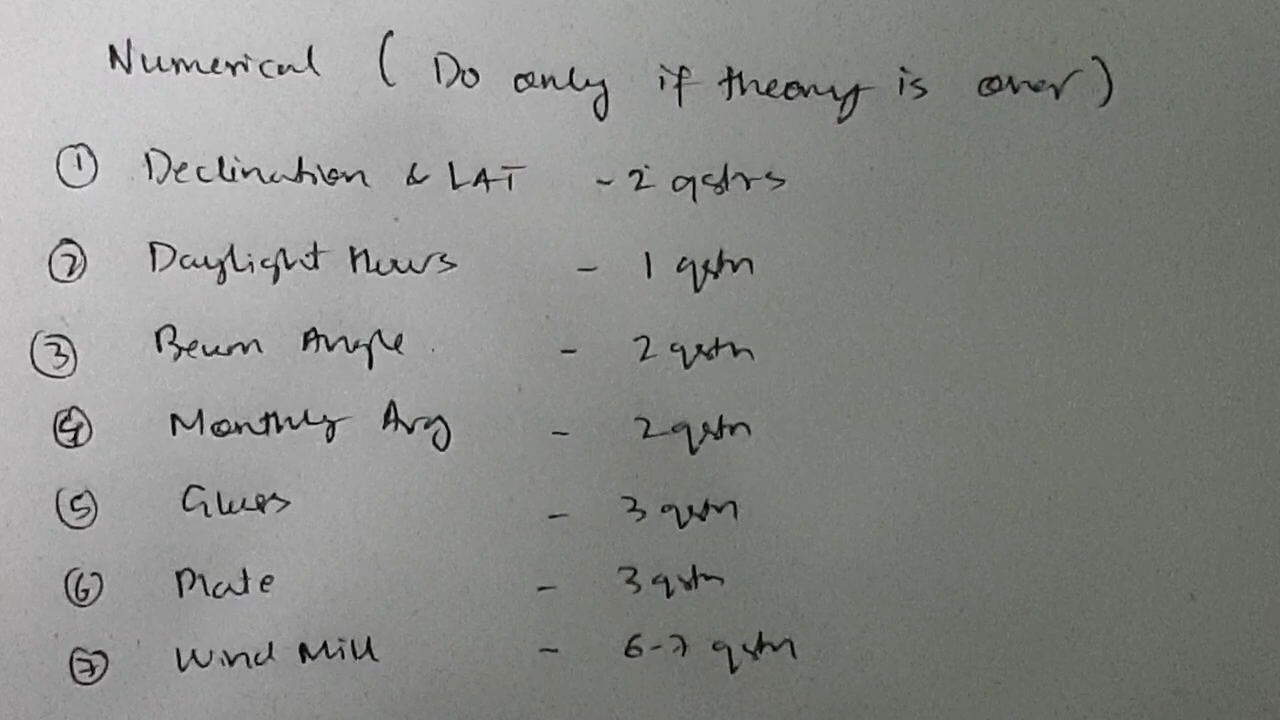 Numerical ( Do only if theory is over )
① Declination & LAT - 2 qstns
② Daylight Hours - 1 qstn
③ Beam Angle - 2 qstn
④ Monthly Avg - 2 qstn
⑤ Glass - 3 qstn
⑥ Plate - 3 qstn
⑦ Wind Mill - 6-7 qstn